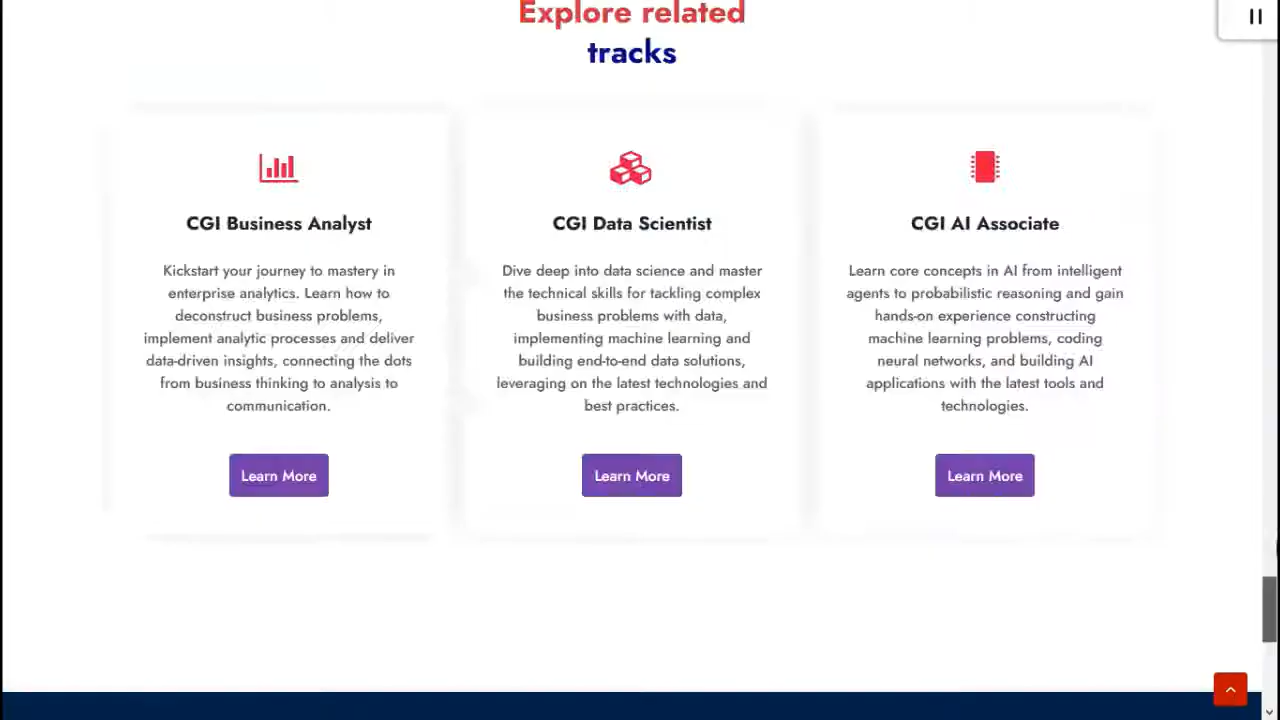 Explore related
tracks
CGI Business Analyst
Kickstart your journey to mastery in
enterprise analytics. Learn how to
deconstruct business problems,
implement analytic processes and deliver
data-driven insights, connecting the dots
from business thinking to analysis to
communication.
Learn More
CGI Data Scientist
Dive deep into data science and master
the technical skills for tackling complex
business problems with data,
implementing machine learning and
building end-to-end data solutions,
leveraging on the latest technologies and
best practices.
Learn More
CGI AI Associate
Learn core concepts in AI from intelligent
agents to probabilistic reasoning and gain
hands-on experience constructing
machine learning problems, coding
neural networks, and building AI
applications with the latest tools and
technologies.
Learn More